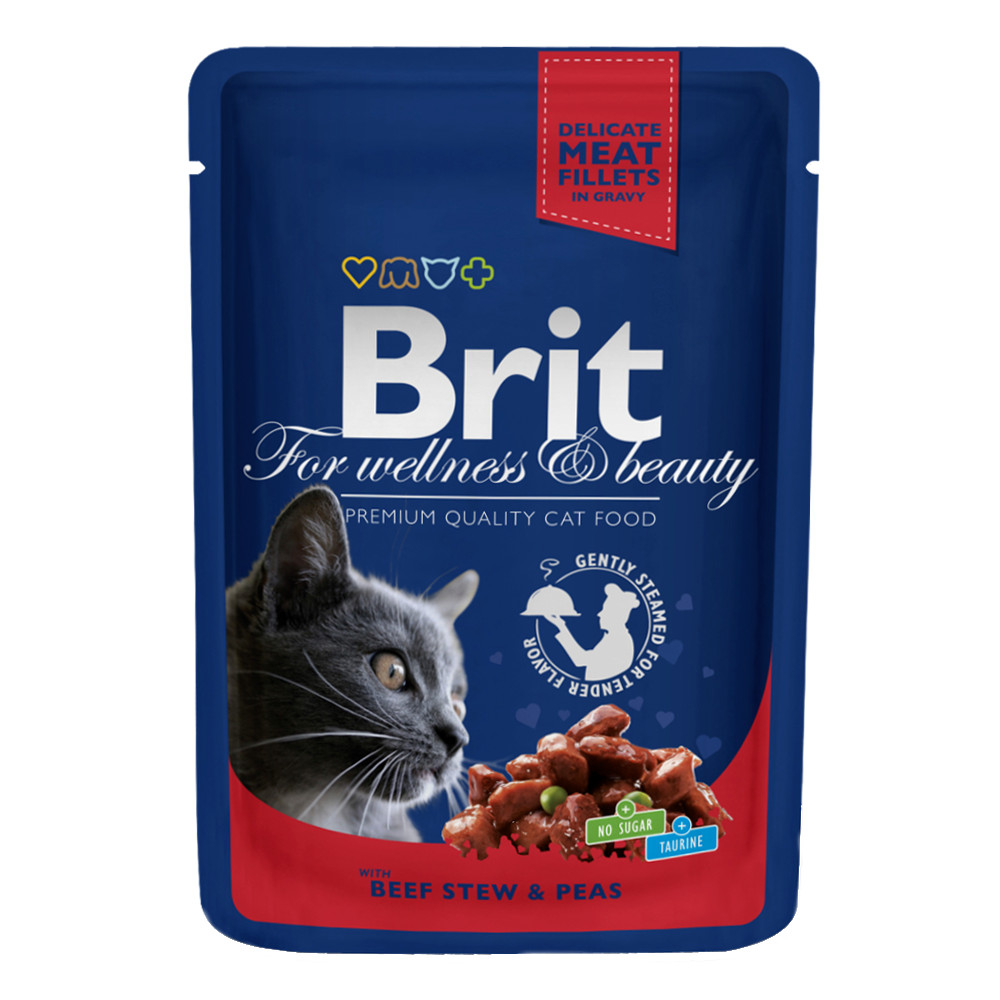 DELICATE
MEAT
FILLETS
IN GRAVY
Brit
For wellness & beauty
PREMIUM QUALITY CAT FOOD
GENTLY STEAMED FOR TENDER FLAVOR
NO SUGAR
TAURINE
WITH
BEEF STEW & PEAS